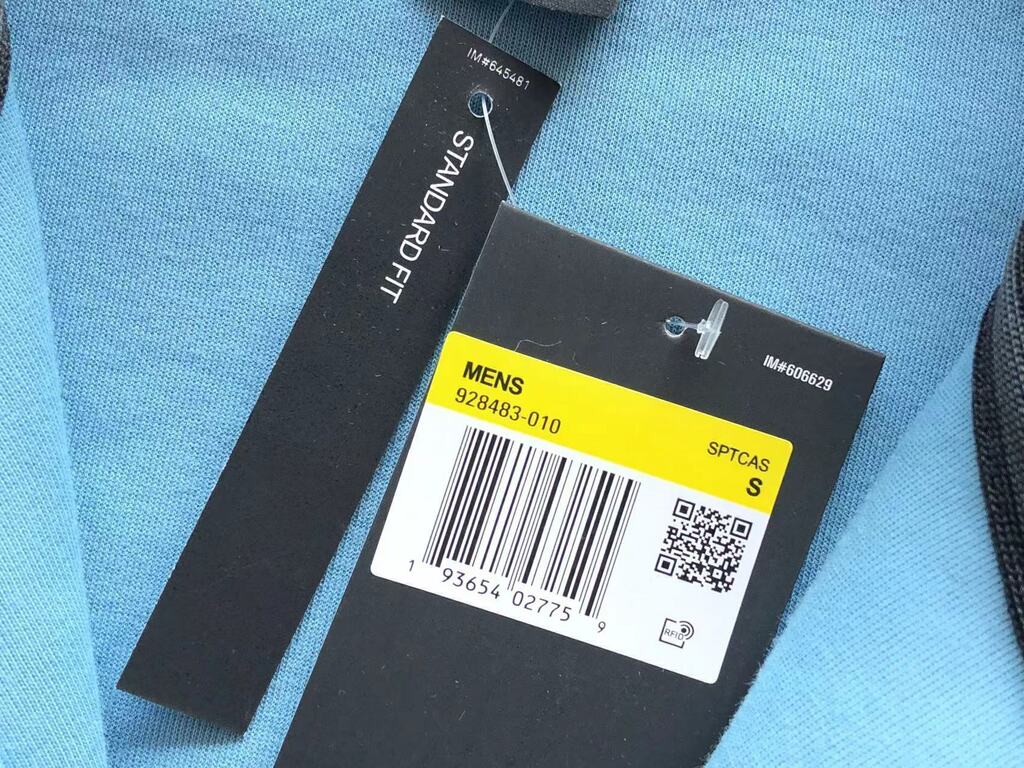 IM#645481
STANDARD FIT
IM#606629
MENS
928483-010
SPTCAS
S
1 93654 02775 9
RFID